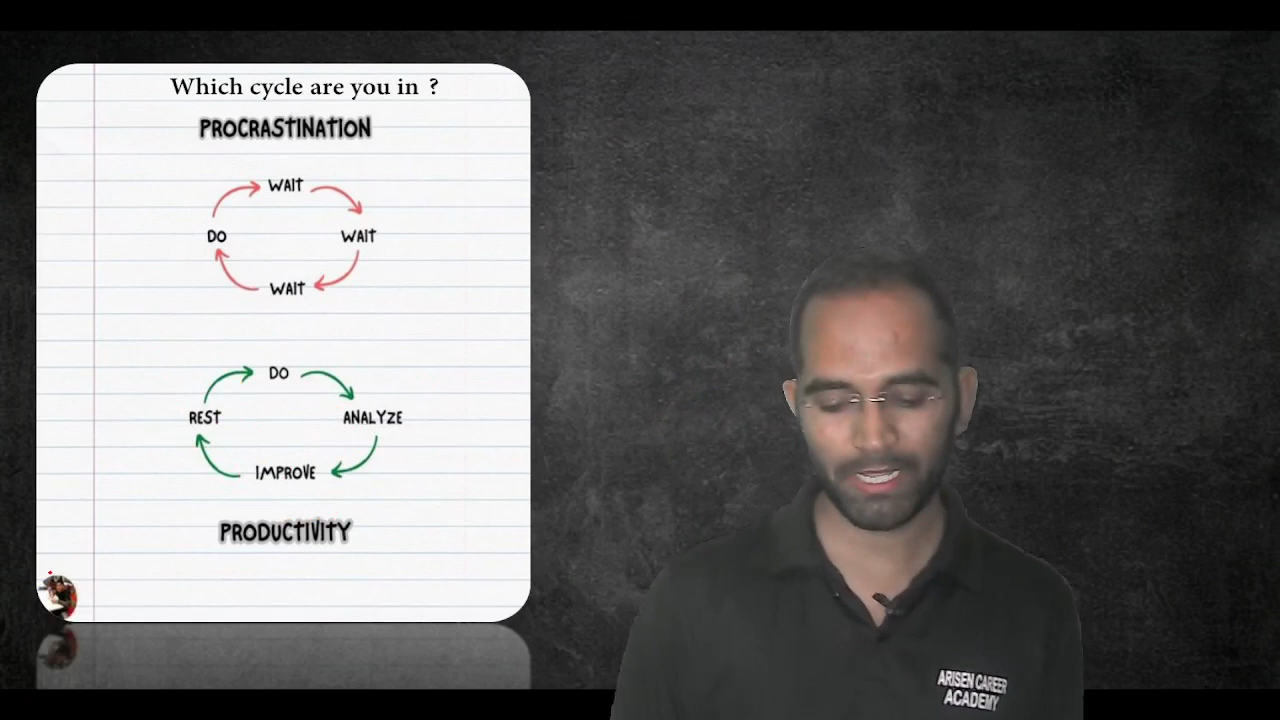 Which cycle are you in ?
PROCRASTINATION
WAIT
DO
WAIT
WAIT
DO
REST
ANALYZE
IMPROVE
PRODUCTIVITY
ARISEN CAREER
ACADEMY